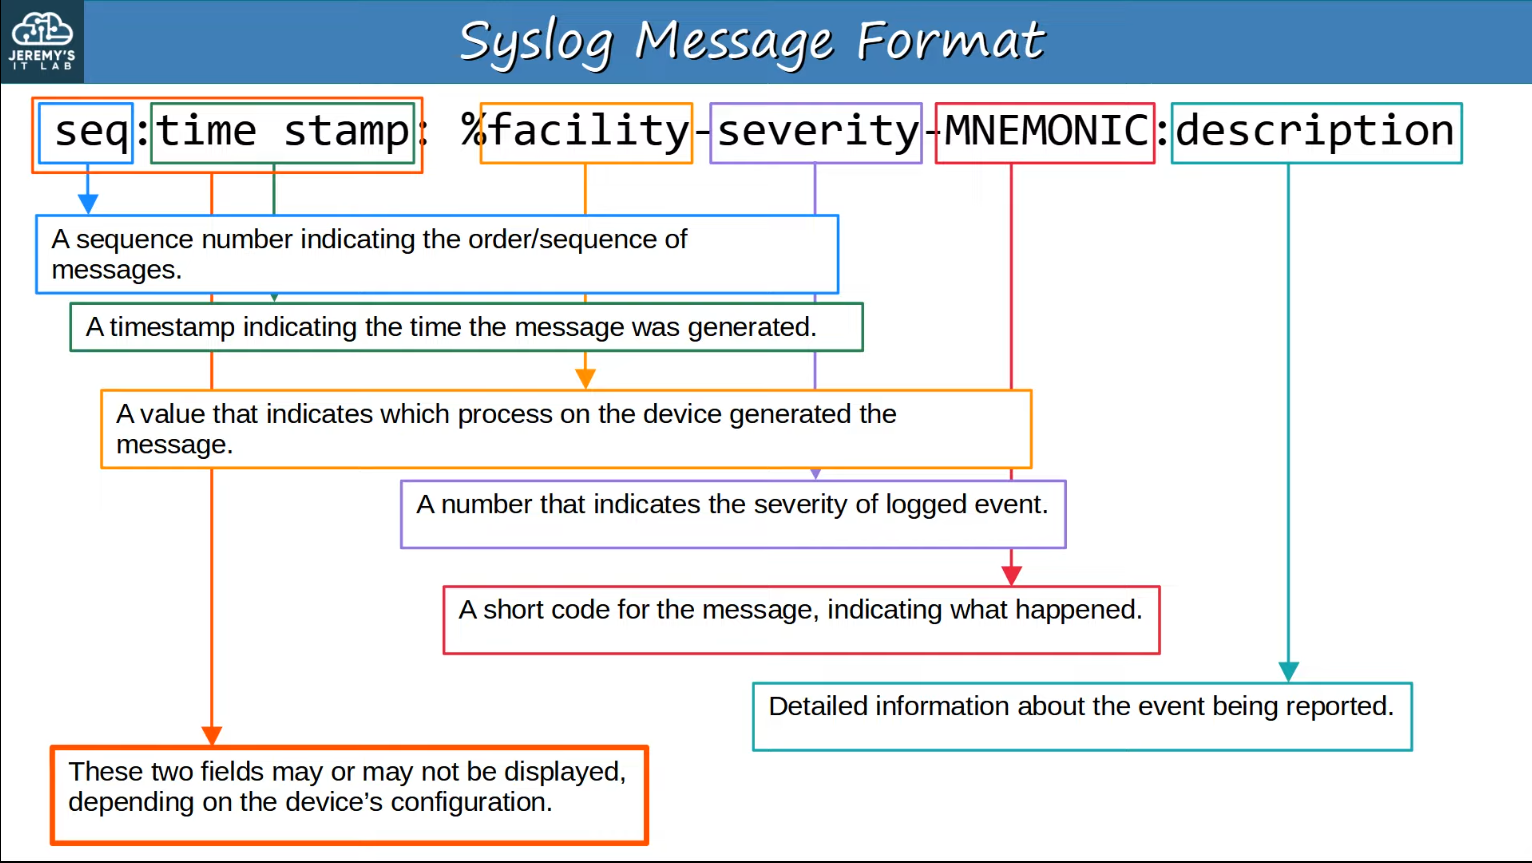 JEREMY'S
IT LAB
Syslog Message Format
seq:time stamp: %facility-severity-MNEMONIC:description
A sequence number indicating the order/sequence of
messages.
A timestamp indicating the time the message was generated.
A value that indicates which process on the device generated the
message.
A number that indicates the severity of logged event.
A short code for the message, indicating what happened.
Detailed information about the event being reported.
These two fields may or may not be displayed,
depending on the device’s configuration.